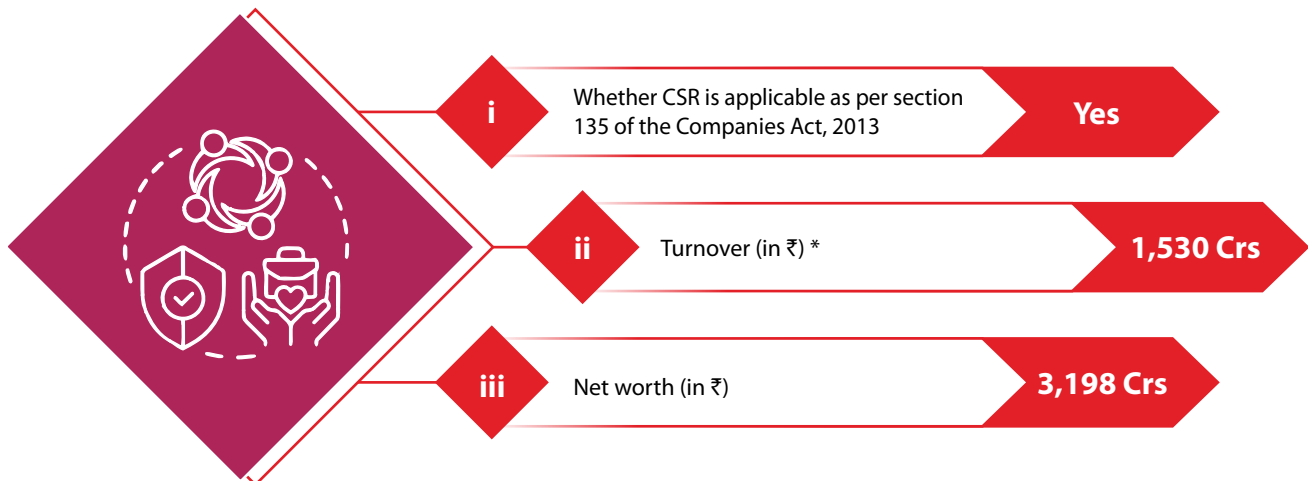 i
Whether CSR is applicable as per section
135 of the Companies Act, 2013
Yes
ii
Turnover (in ₹) *
1,530 Crs
iii
Net worth (in ₹)
3,198 Crs